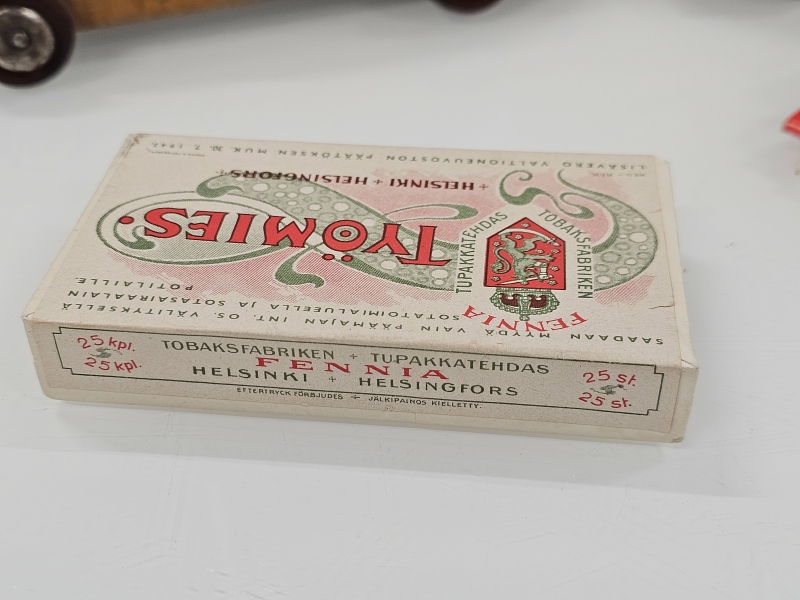 LISÄVERO VALTIONEUVOSTON PÄÄTÖKSEN MUK. 30. 7. 1942.
+ HELSINKI + HELSINGFORS +
TYÖMIES.
TUPAKKATEHDAS
TOBAKSFABRIKEN
FENNIA
SAADAAN MYYDÄ VAIN PÄÄMAJAN INT. OS. VÄLITYKSELLÄ
SOTATOIMIALUEELLA JA SOTASAIRAALAIN
POTILAILLE.
25 kpl.
25 kpl.
TOBAKSFABRIKEN + TUPAKKATEHDAS
FENNIA
HELSINKI + HELSINGFORS
25 st.
25 st.
EFTERTRYCK FÖRBJUDES + JÄLKIPAINOS KIELLETTY.